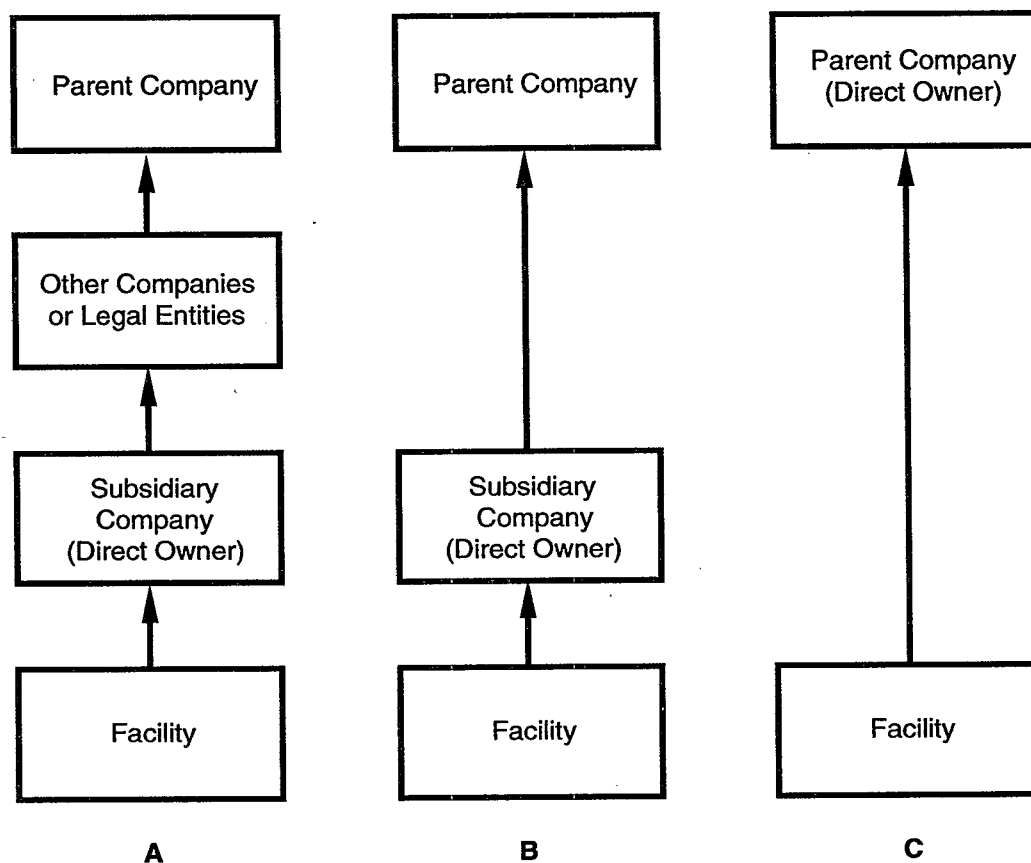 Parent Company
Other Companies
or Legal Entities
Subsidiary
Company
(Direct Owner)
Facility
A
Parent Company
Subsidiary
Company
(Direct Owner)
Facility
B
Parent Company
(Direct Owner)
Facility
C